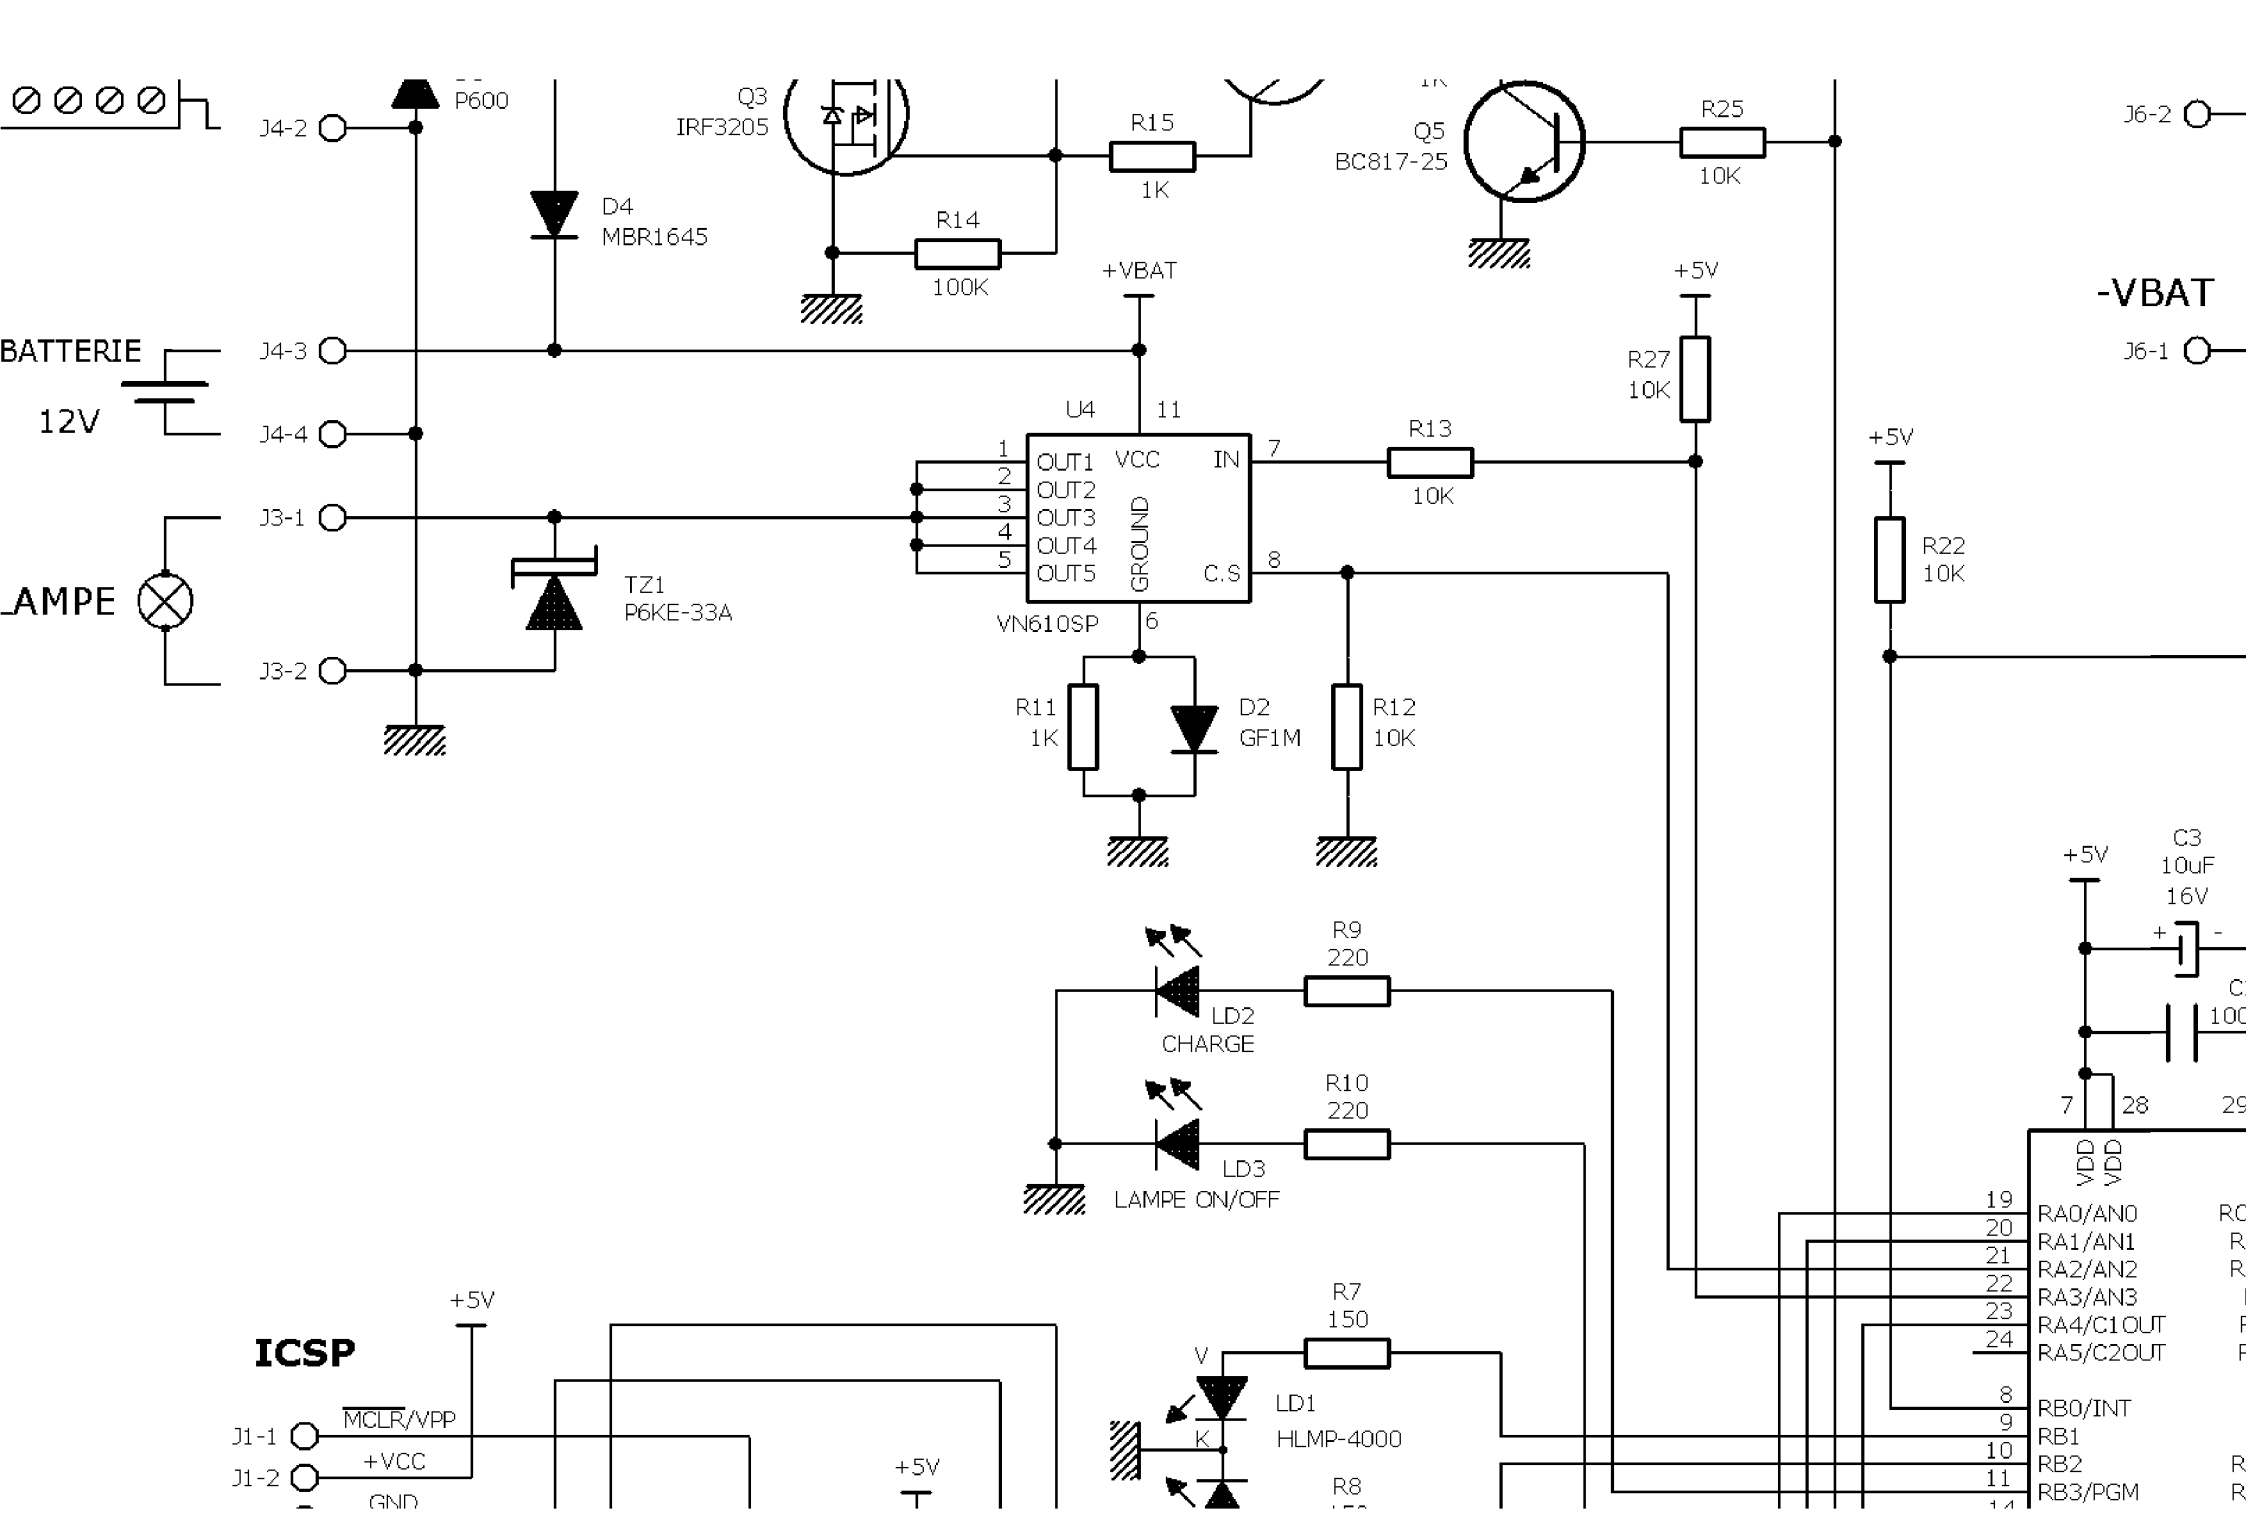 P600
J4-2
Q3
IRF3205
R15
1K
Q5
BC817-25
R25
10K
J6-2
D4
MBR1645
R14
100K
+VBAT
+5V
-VBAT
BATTERIE
J4-3
J6-1
R27
10K
12V
J4-4
U4
11
R13
10K
+5V
1
2
3
4
5
OUT1
OUT2
OUT3
OUT4
OUT5
VCC
GROUND
IN
7
C.S
8
J3-1
R22
10K
TZ1
P6KE-33A
VN610SP
6
J3-2
R11
1K
D2
GF1M
R12
10K
+5V
C3
10uF
16V
+
-
R9
220
LD2
CHARGE
R10
220
LD3
LAMPE ON/OFF
7
28
29
VDD
VDD
19
RA0/AN0
20
RA1/AN1
21
RA2/AN2
22
RA3/AN3
23
RA4/C1OUT
24
RA5/C2OUT
8
RB0/INT
9
RB1
10
RB2
11
RB3/PGM
14
+5V
ICSP
R7
150
V
LD1
K
HLMP-4000
R8
MCLR/VPP
J1-1
+VCC
J1-2
GND
+5V